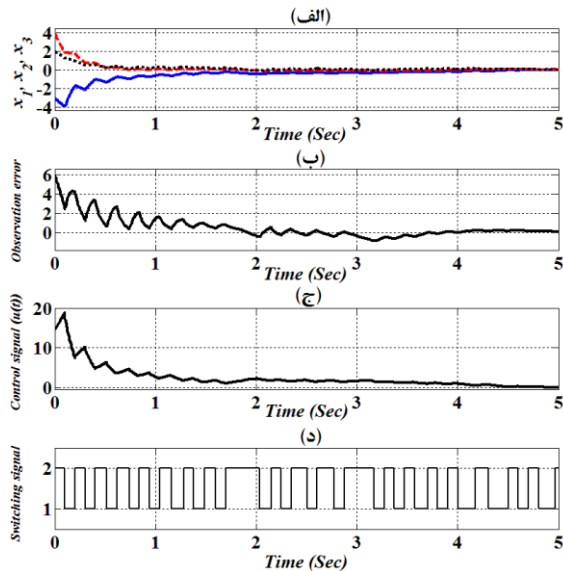 (الف)
x1, x2, x3
4
2
0
-2
-4
0 1 2 3 4 5
Time (Sec)
(ب)
Observation error
6
4
2
0
0 1 2 3 4 5
Time (Sec)
(ج)
Control signal (u(t))
20
10
0
0 1 2 3 4 5
Time (Sec)
(د)
Switching signal
2
1
0 1 2 3 4 5
Time (Sec)